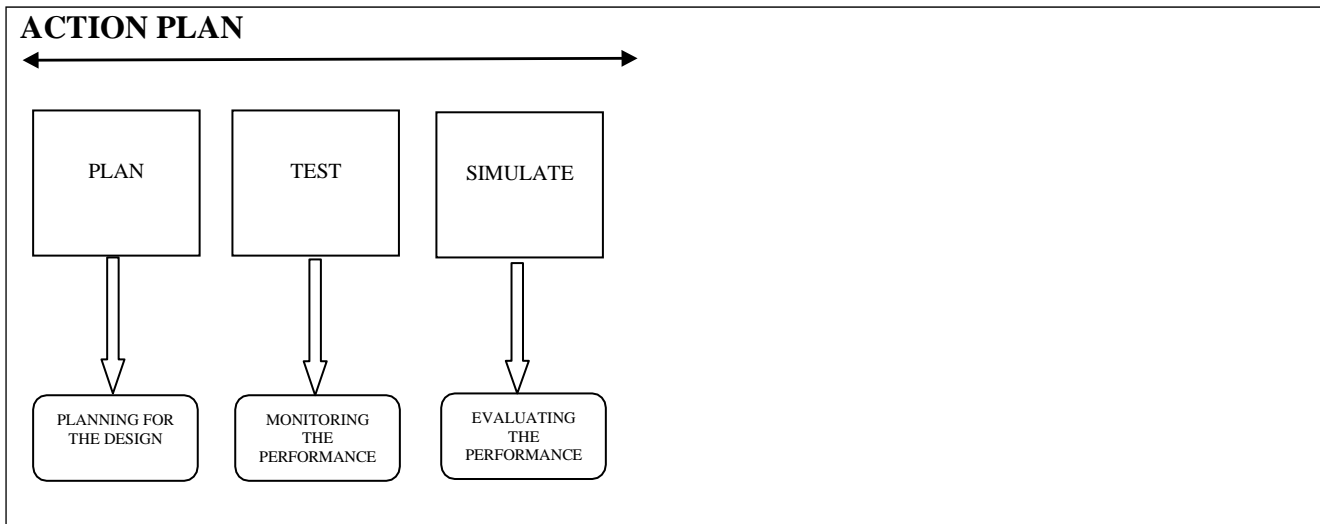 ACTION PLAN
PLAN
TEST
SIMULATE
PLANNING FOR
THE DESIGN
MONITORING
THE
PERFORMANCE
EVALUATING
THE
PERFORMANCE